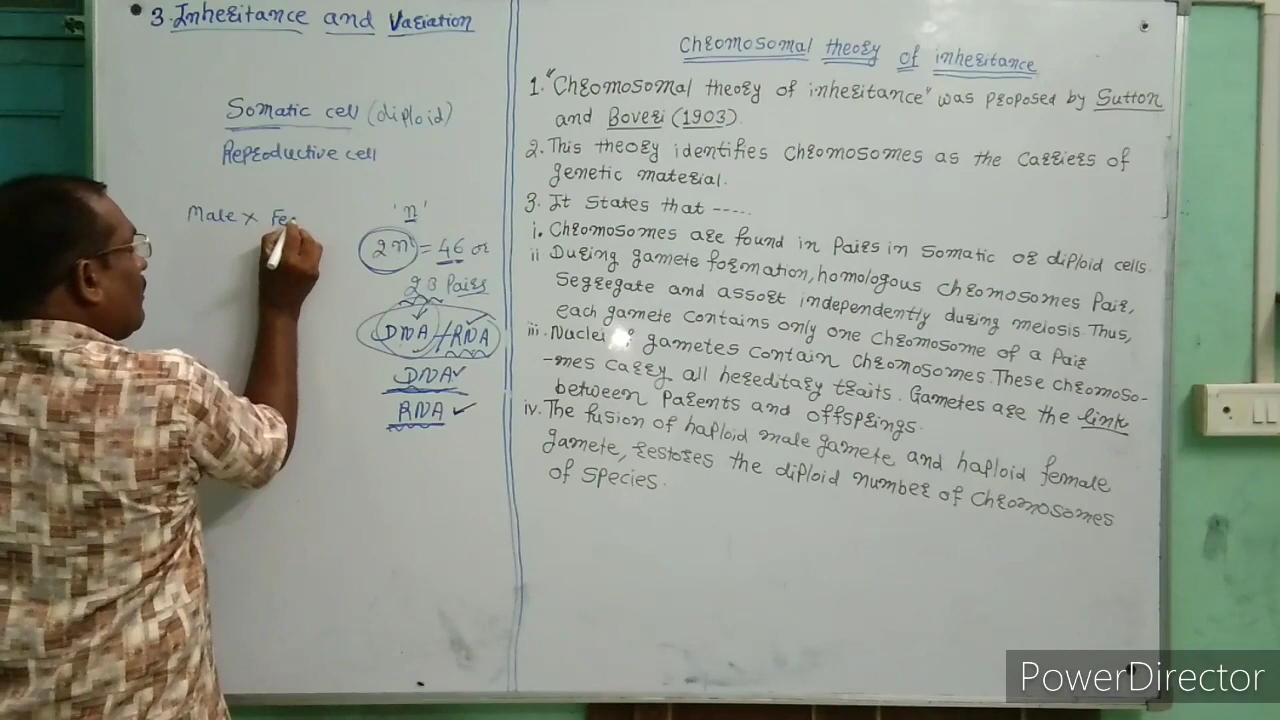 3. Inheritance and Variation
Somatic cell (diploid)
Reproductive cell
Male × Fe
'n'
2n = 46 or
23 Pairs
DNA + RNA
DNA ✓
RNA ✓
Chromosomal theory of inheritance
1. "Chromosomal theory of inheritance" was proposed by Sutton
and Boveri (1903).
2. This theory identifies chromosomes as the carriers of
genetic material.
3. It states that -----
i. Chromosomes are found in Pairs in somatic or diploid cells.
ii During gamete formation, homologous chromosomes Pair,
segregate and assort independently during meiosis. Thus,
each gamete contains only one chromosome of a Pair
iii. Nuclei of gametes contain chromosomes. These chromoso-
-mes carry all hereditary traits. Gametes are the link
between Parents and offsprings.
iv. The fusion of haploid male gamete and haploid female
gamete, restores the diploid number of chromosomes
of species.
PowerDirector